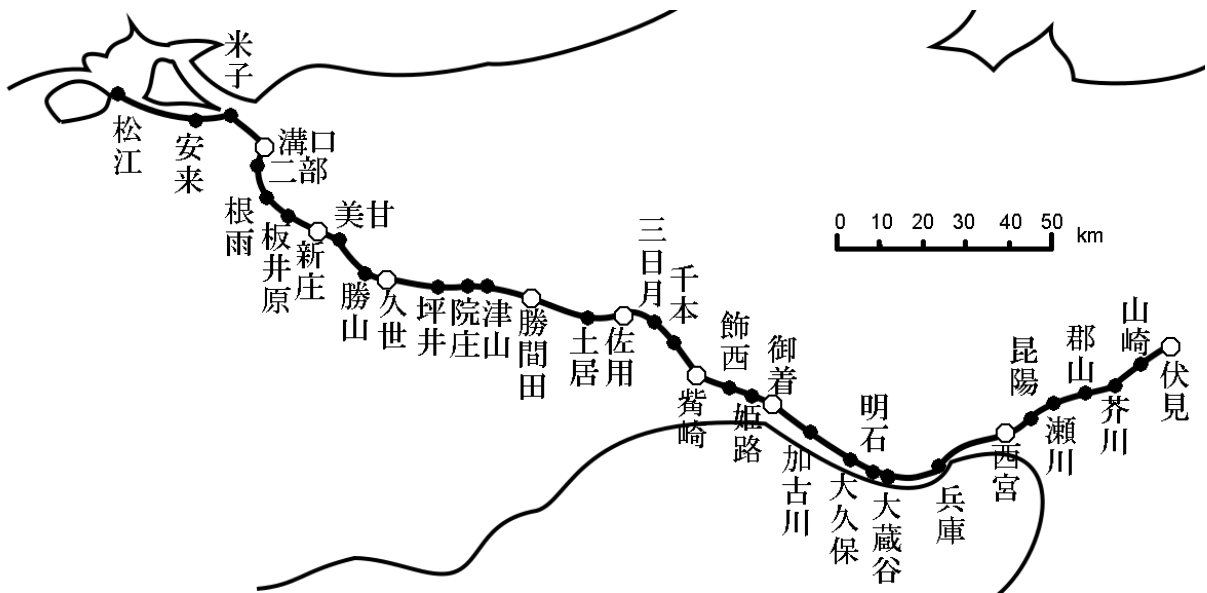 米子
松江
安来
溝口
二部
根雨
板井原
新庄
美甘
勝山
久世
坪井
院庄
津山
勝間田
土居
佐用
三日月
千本
觜崎
飾西
姫路
御着
加古川
明石
大久保
大蔵谷
兵庫
西宮
昆陽
瀬川
郡山
芥川
山崎
伏見
0 10 20 30 40 50 km